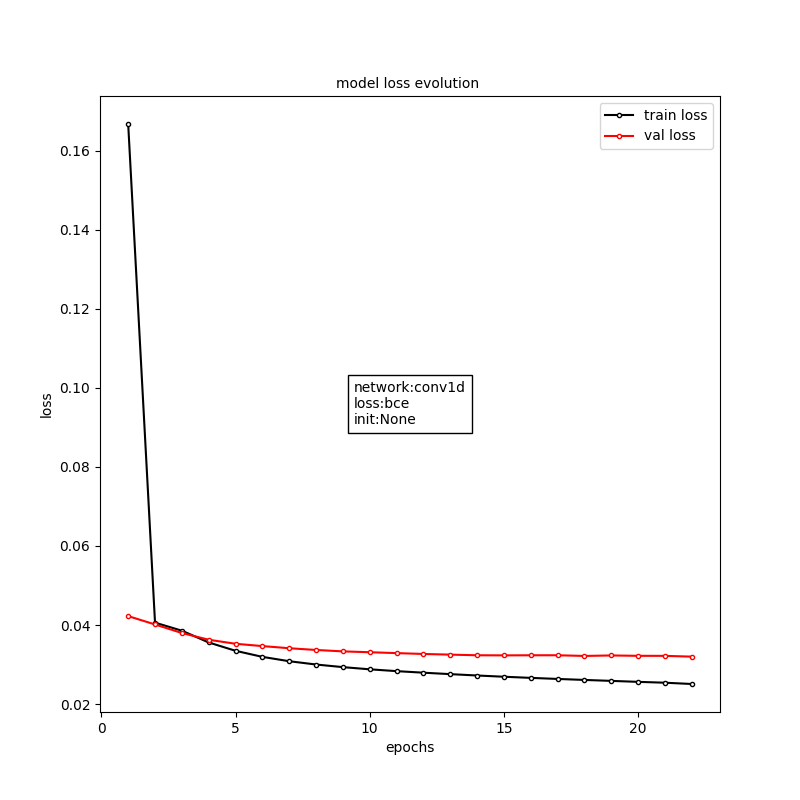 model loss evolution
train loss
val loss
0.16
0.14
0.12
0.10
0.08
0.06
0.04
0.02
loss
network:conv1d
loss:bce
init:None
0
5
10
15
20
epochs